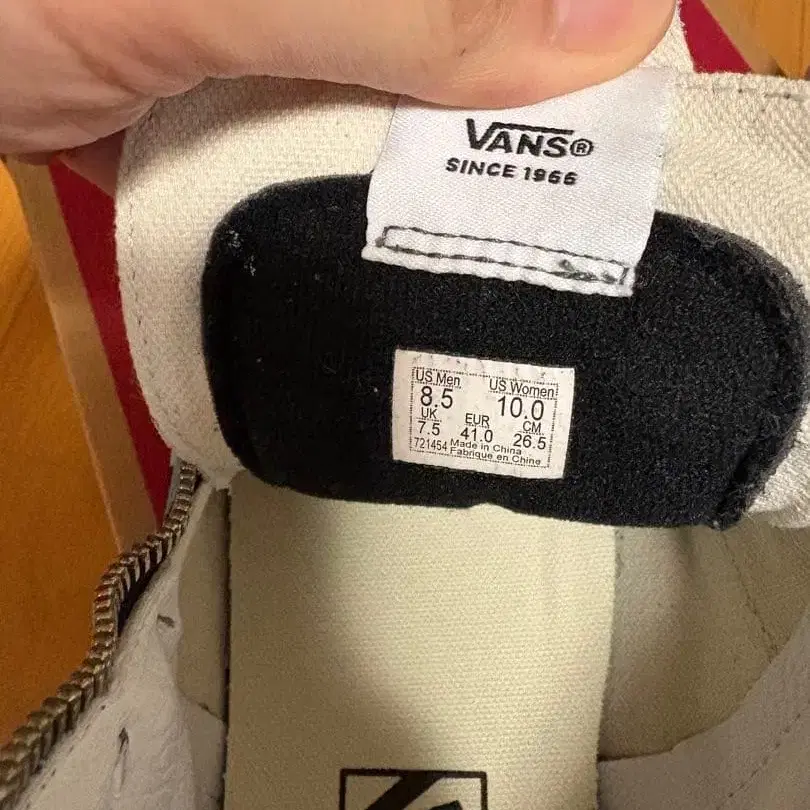 VANS®
SINCE 1966
US Men US Women
8.5 10.0
UK EUR CM
7.5 41.0 26.5
721454 Made in China
Fabrique en Chine